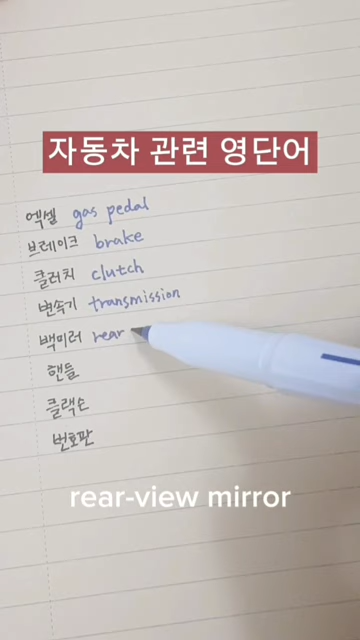 자동차 관련 영단어
엑셀 gas pedal
브레이크 brake
클러치 clutch
변속기 transmission
백미러 rear
핸들
클랙슨
번호판
rear-view mirror